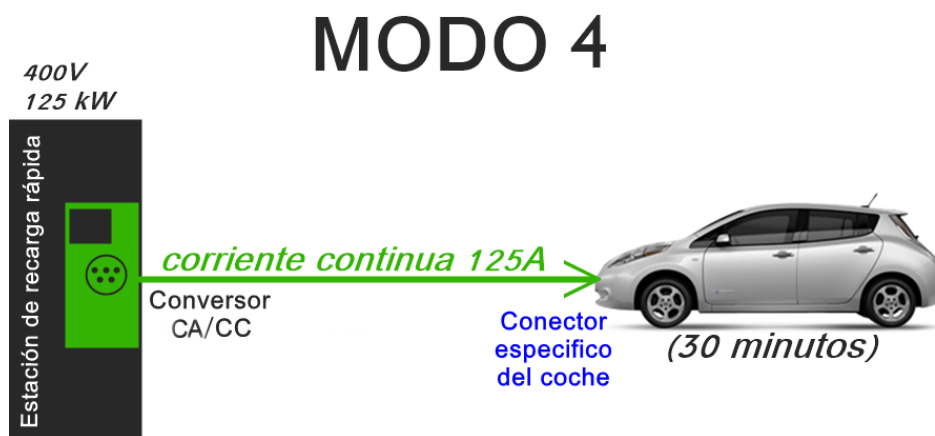 MODO 4
400V
125 kW
Estación de recarga rápida
corriente continua 125A
Conversor
CA/CC
Conector
especifico
del coche
(30 minutos)